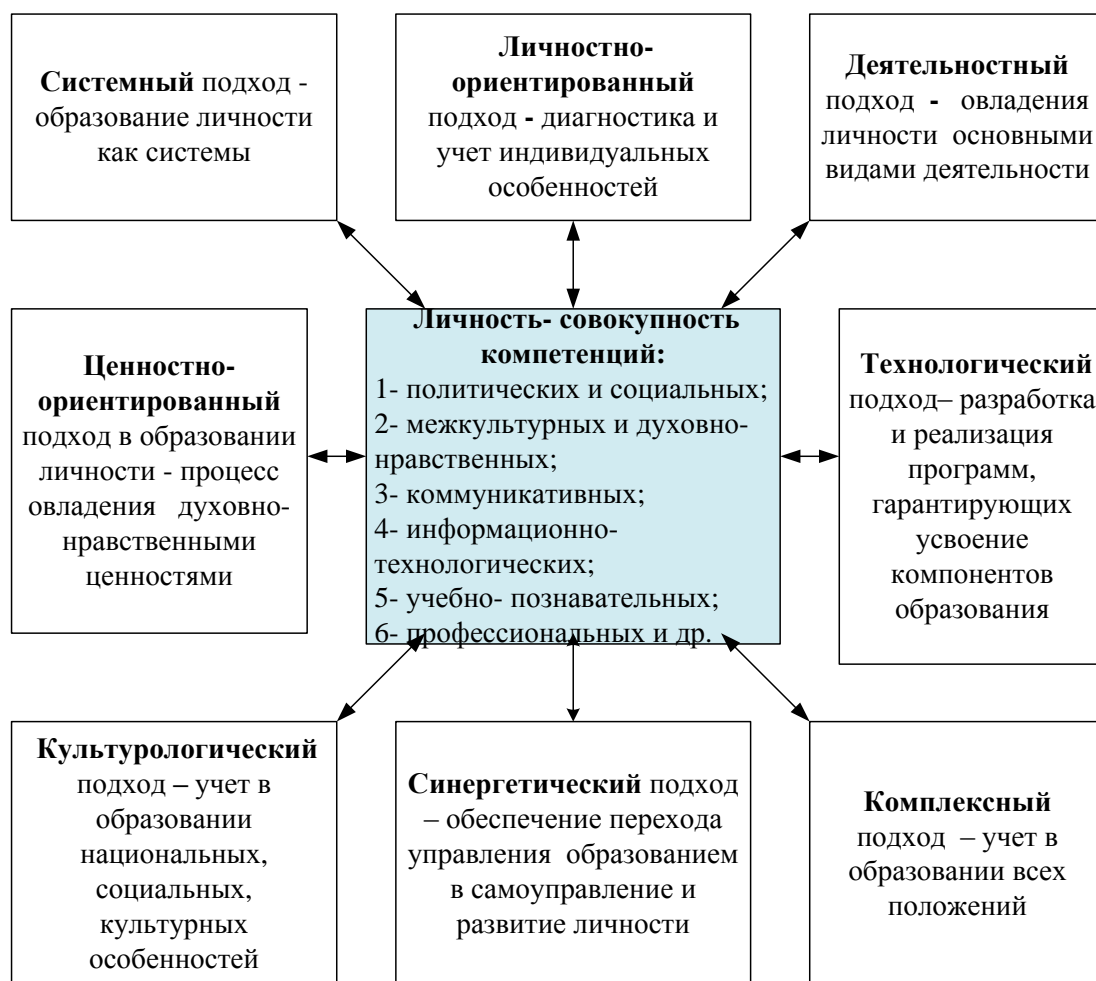 Системный подход -
образование личности
как системы
Личностно-
ориентированный
подход - диагностика и
учет индивидуальных
особенностей
Деятельностный
подход - овладения
личности основными
видами деятельности
Ценностно-
ориентированный
подход в образовании
личности - процесс
овладения духовно-
нравственными
ценностями
Личность- совокупность
компетенций:
1- политических и социальных;
2- межкультурных и духовно-
нравственных;
3- коммуникативных;
4- информационно-
технологических;
5- учебно- познавательных;
6- профессиональных и др.
Технологический
подход– разработка
и реализация
программ,
гарантирующих
усвоение
компонентов
образования
Культурологический
подход – учет в
образовании
национальных,
социальных,
культурных
особенностей
Синергетический подход
– обеспечение перехода
управления образованием
в самоуправление и
развитие личности
Комплексный
подход – учет в
образовании всех
положений